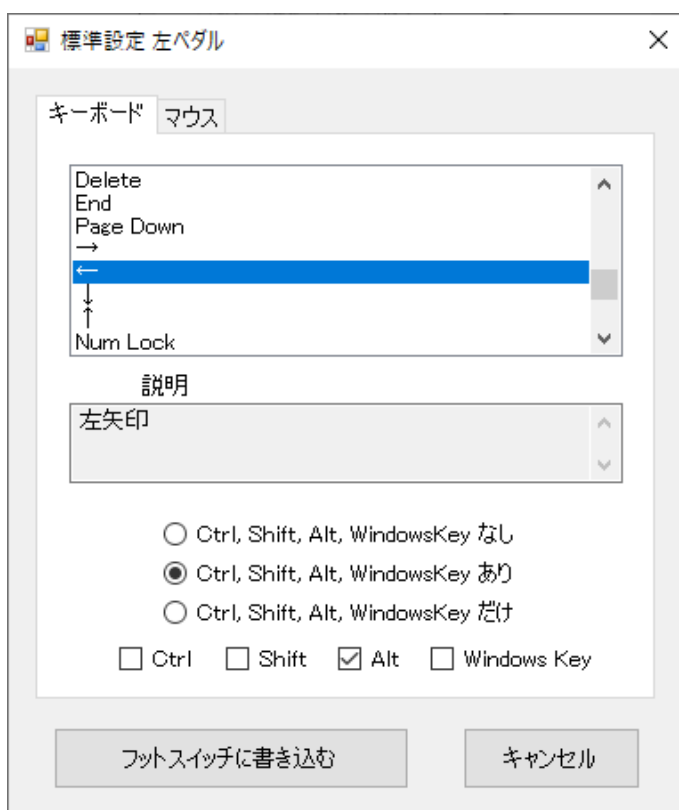 標準設定 左ペダル
キーボード マウス
Delete
End
Page Down
→
←
↓
↑
Num Lock
説明
左矢印
Ctrl, Shift, Alt, WindowsKey なし
Ctrl, Shift, Alt, WindowsKey あり
Ctrl, Shift, Alt, WindowsKey だけ
Ctrl Shift Alt Windows Key
フットスイッチに書き込む キャンセル